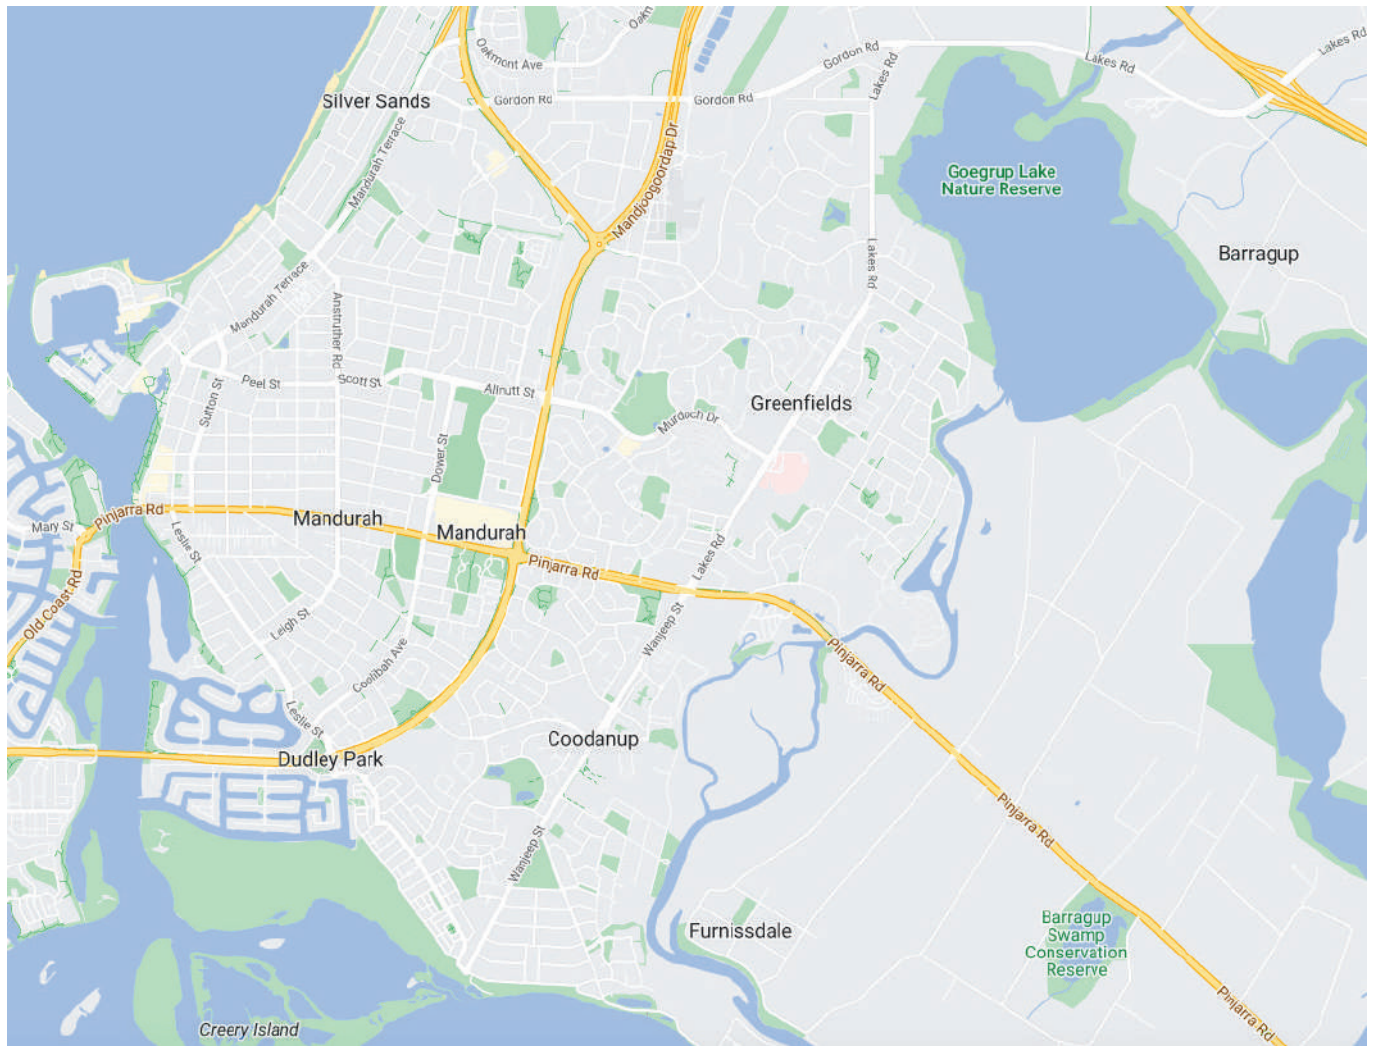 Oakmont Ave
Oakn
Oakn
Gordon Rd
Lakes Rd
Lakes Rd
Lakes Rd
Silver Sands
Gordon Rd
Gordon Rd
Mandurah Terrace
Mandjoogoordap Dr
Goegrup Lake
Nature Reserve
Barragup
Lakes Rd
Mandurah Terrace
Anstruther Rd
Peel St
Scott St
Allnutt St
Sutton St
Murdoch Dr
Greenfields
Dower St
Mary St
Pinjarra Rd
Mandurah
Mandurah
Leslie St
Pinjarra Rd
Lakes Rd
Old Coast Rd
Leigh St
Wanjeep St
Coolibah Ave
Pinjarra Rd
Leslie St
Coodanup
Dudley Park
Pinjarra Rd
Wanjeep St
Furnissdale
Barragup
Swamp
Conservation
Reserve
Pinjarra Rd
Creery Island